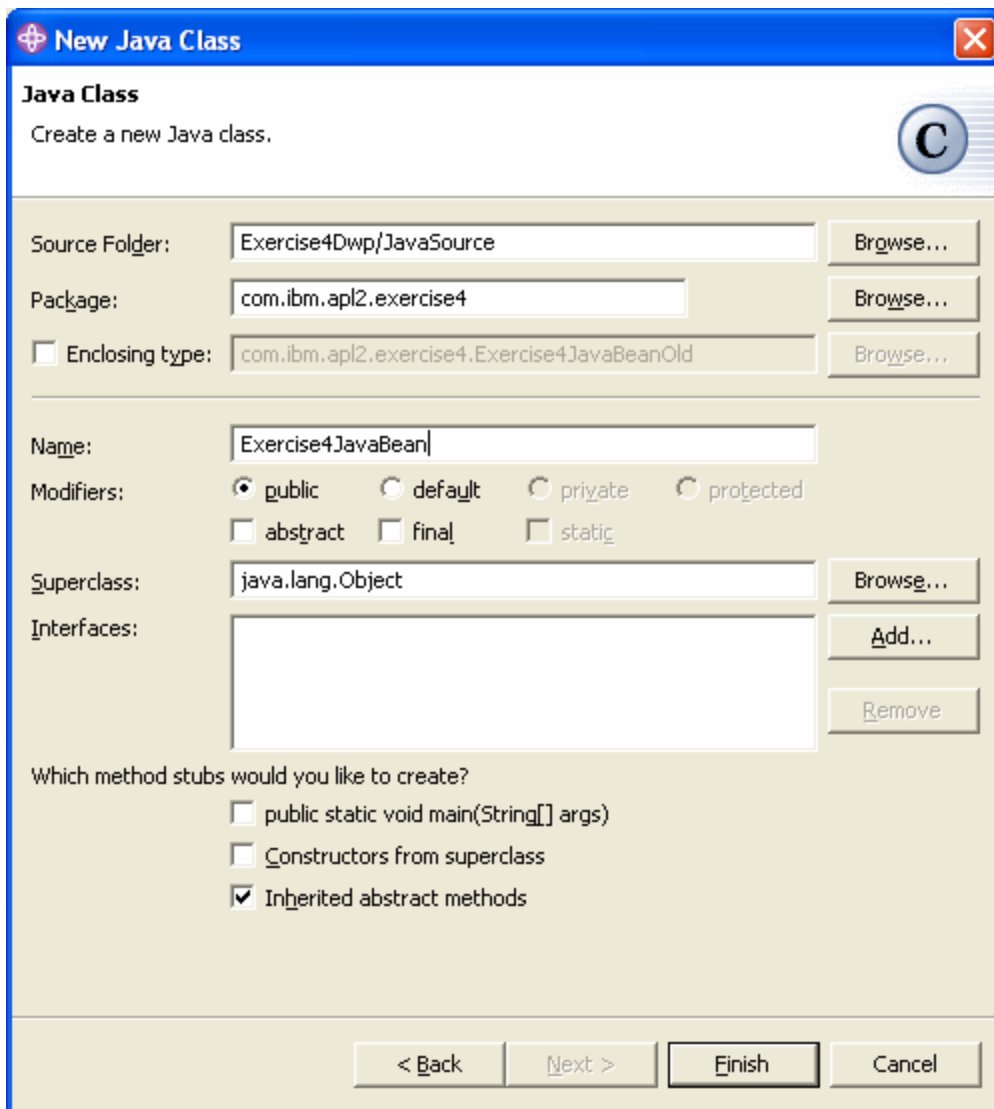 New Java Class
Java Class
Create a new Java class.
C
Source Folder: Exercise4Dwp/JavaSource Browse...
Package: com.ibm.apl2.exercise4 Browse...
Enclosing type: com.ibm.apl2.exercise4.Exercise4JavaBeanOld Browse...
Name: Exercise4JavaBean
Modifiers: public default private protected
abstract final static
Superclass: java.lang.Object Browse...
Interfaces: Add...
Remove
Which method stubs would you like to create?
public static void main(String[] args)
Constructors from superclass
Inherited abstract methods
< Back Next > Finish Cancel